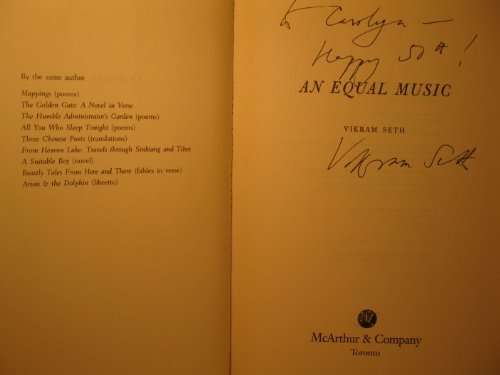 By the same author
Mappings (poems)
The Golden Gate: A Novel in Verse
The Humble Administrator's Garden (poems)
All You Who Sleep Tonight (poems)
Three Chinese Poets (translations)
From Heaven Lake: Travels through Sinkiang and Tibet
A Suitable Boy (novel)
Beastly Tales From Here and There (fables in verse)
Arion & the Dolphin (libretto)
to Carolyn —
Happy 50th!
AN EQUAL MUSIC
VIKRAM SETH
Vikram Seth
McArthur & Company
Toronto